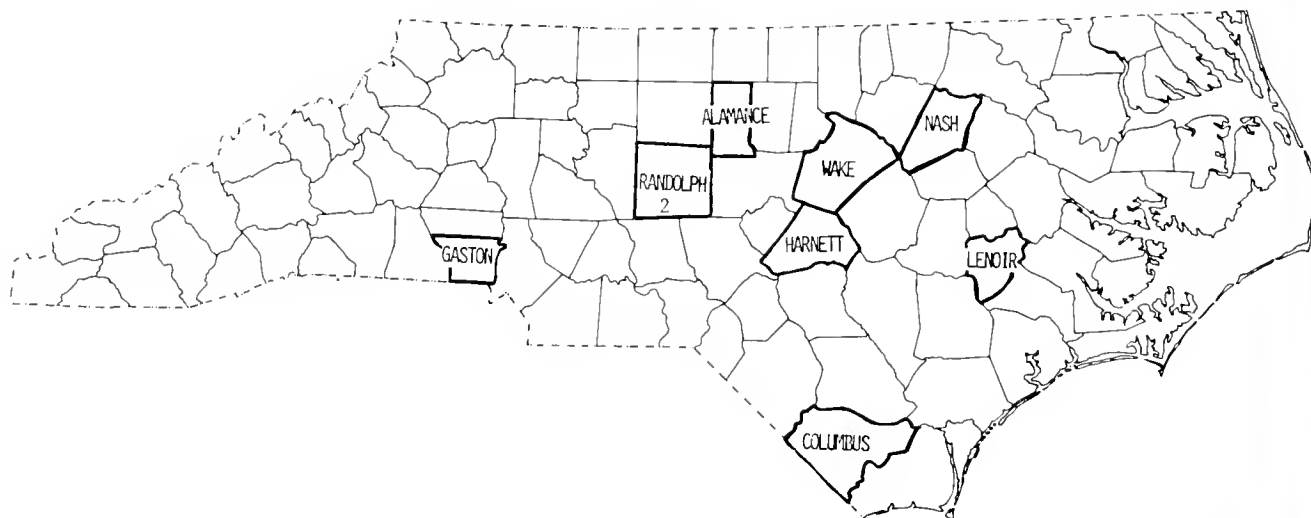 ALAMANCE
NASH
WAKE
RANDOLPH
2
HARNETT
GASTON
LENOIR
COLUMBUS